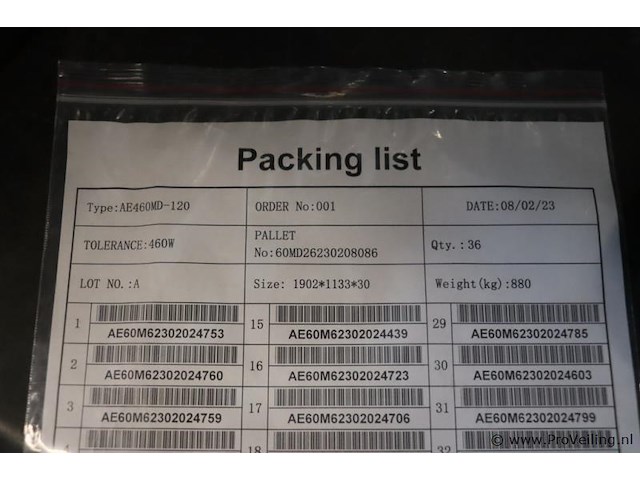 Packing list
Type:AE460MD-120 ORDER No:001 DATE:08/02/23
TOLERANCE:460W PALLET No:60MD26230208086 Qty.:36
LOT NO.:A Size: 1902*1133*30 Weight(kg):880
1 AE60M62302024753 15 AE60M62302024439 29 AE60M62302024785
2 AE60M62302024760 16 AE60M62302024723 30 AE60M62302024603
3 AE60M62302024759 17 AE60M62302024706 31 AE60M62302024799
18 32
© www.ProVeiling.nl